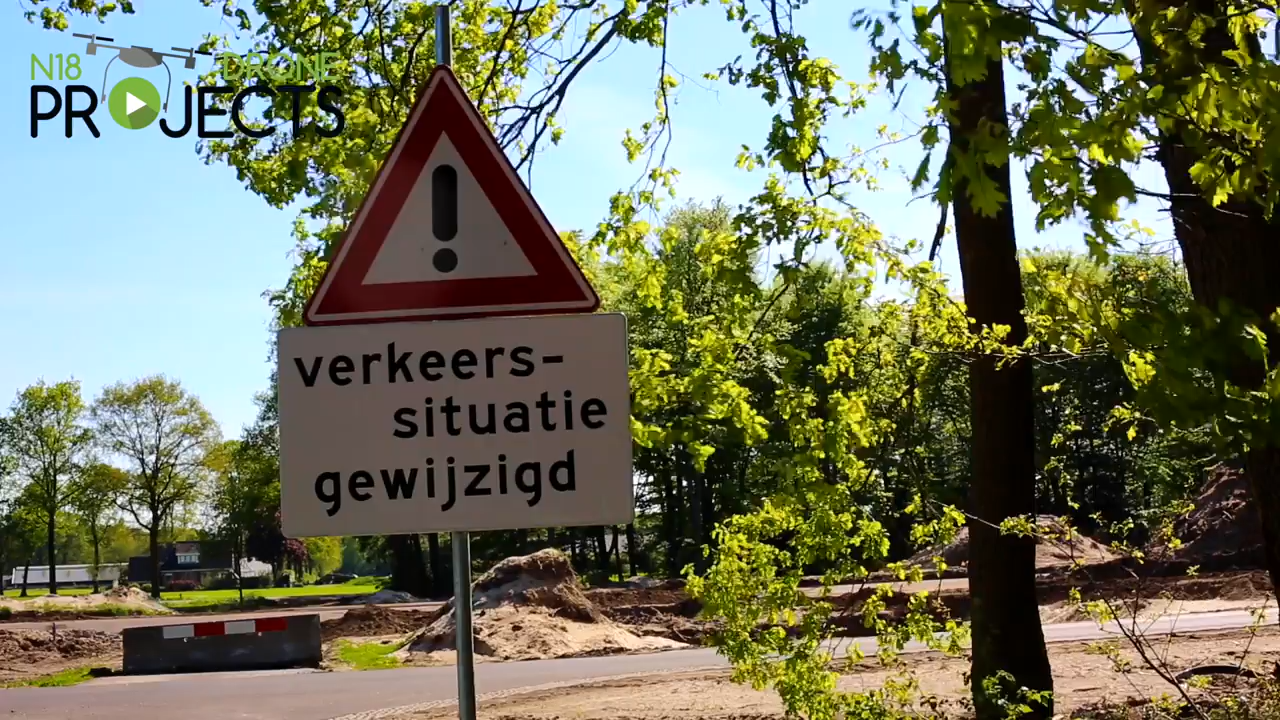 N18 DRONE
PROJECTS
!
verkeers-
situatie
gewijzigd